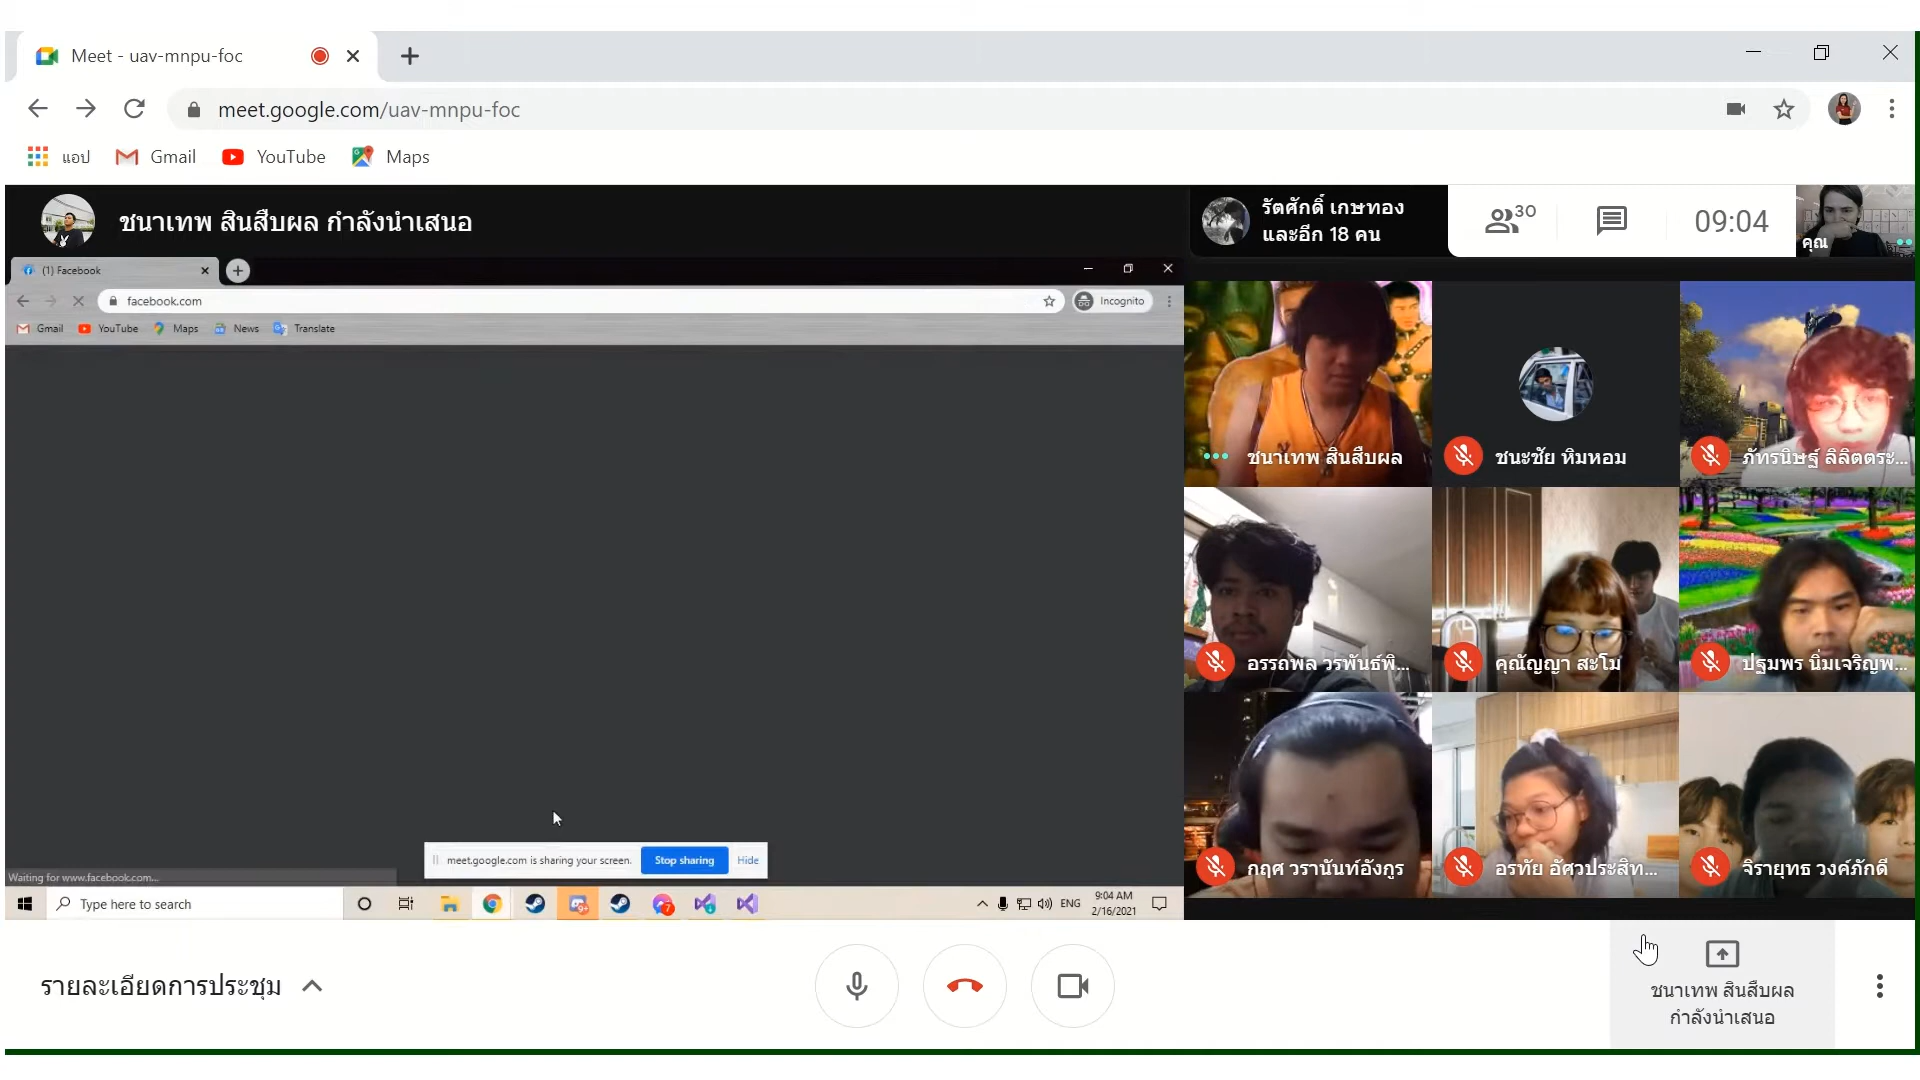 Meet - uav-mnpu-foc
meet.google.com/uav-mnpu-foc
แอป Gmail YouTube Maps
ชนาเทพ สินสืบผล กำลังนำเสนอ
รัตศักดิ์ เกษทอง
และอีก 18 คน
30
09:04
คุณ
(1) Facebook
facebook.com
Incognito
Gmail YouTube Maps News Translate
ชนาเทพ สินสืบผล
ชนะชัย หิมหอม
ภัทรนิษฐ์ ลิลิตตระ...
อรรถพล วรพันธ์พิ...
คุณัญญา สะโม
ปฐมพร นิ่มเจริญพ...
กฤศ วรานันท์อังกูร
อรทัย อัศวประสิท...
จิรายุทธ วงค์ภักดี
meet.google.com is sharing your screen.
Stop sharing
Hide
Waiting for www.facebook.com...
Type here to search
9+
7
ENG
9:04 AM
2/16/2021
รายละเอียดการประชุม
ชนาเทพ สินสืบผล
กำลังนำเสนอ